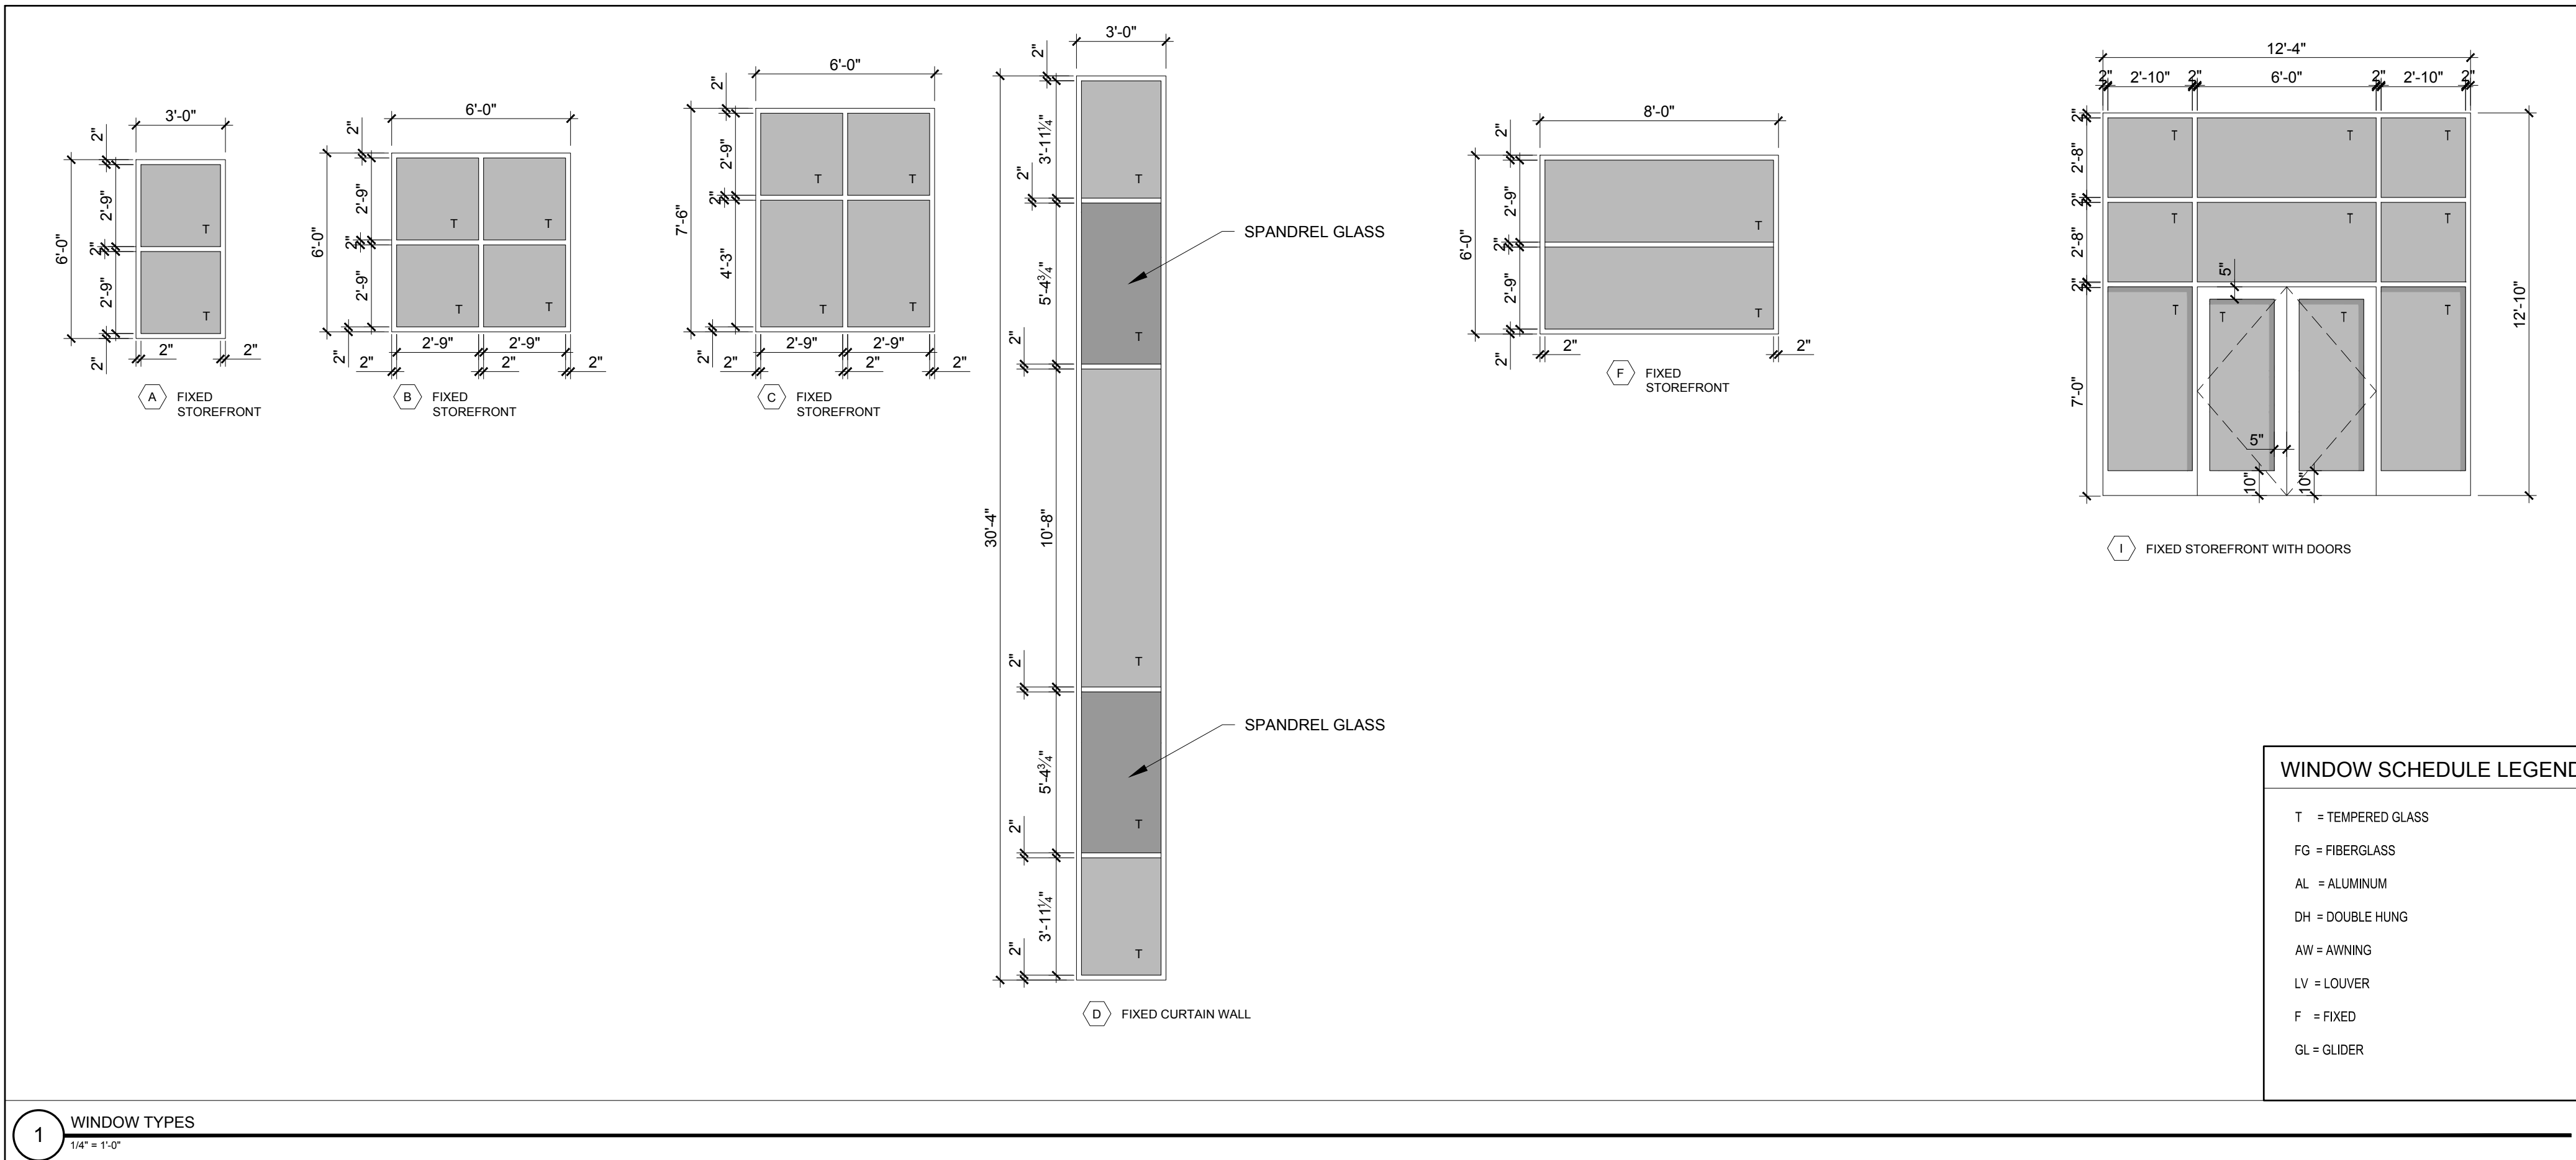 3'-0"
2"
6'-0"
2'-9"
2"
2'-9"
2"
2"
2"
T
T
A
FIXED
STOREFRONT
6'-0"
2"
6'-0"
2'-9"
2"
2'-9"
2"
T
T
T
T
2'-9"
2'-9"
2"
2"
2"
B
FIXED
STOREFRONT
6'-0"
2"
7'-6"
2'-9"
2"
4'-3"
2"
T
T
T
T
2'-9"
2'-9"
2"
2"
2"
C
FIXED
STOREFRONT
3'-0"
2"
3'-11¼"
2"
5'-4¾"
2"
30'-4"
10'-8"
2"
5'-4¾"
2"
3'-11¼"
2"
T
T
T
T
T
SPANDREL GLASS
SPANDREL GLASS
D
FIXED CURTAIN WALL
8'-0"
2"
6'-0"
2'-9"
2"
2'-9"
2"
T
T
2"
2"
F
FIXED
STOREFRONT
12'-4"
2"
2'-10"
2"
6'-0"
2"
2'-10"
2"
2"
2'-8"
2"
2'-8"
2"
7'-0"
12'-10"
T
T
T
T
T
T
T
T
T
T
5"
5"
10"
10"
I
FIXED STOREFRONT WITH DOORS
WINDOW SCHEDULE LEGEND
T = TEMPERED GLASS
FG = FIBERGLASS
AL = ALUMINUM
DH = DOUBLE HUNG
AW = AWNING
LV = LOUVER
F = FIXED
GL = GLIDER
1
WINDOW TYPES
1/4" = 1'-0"